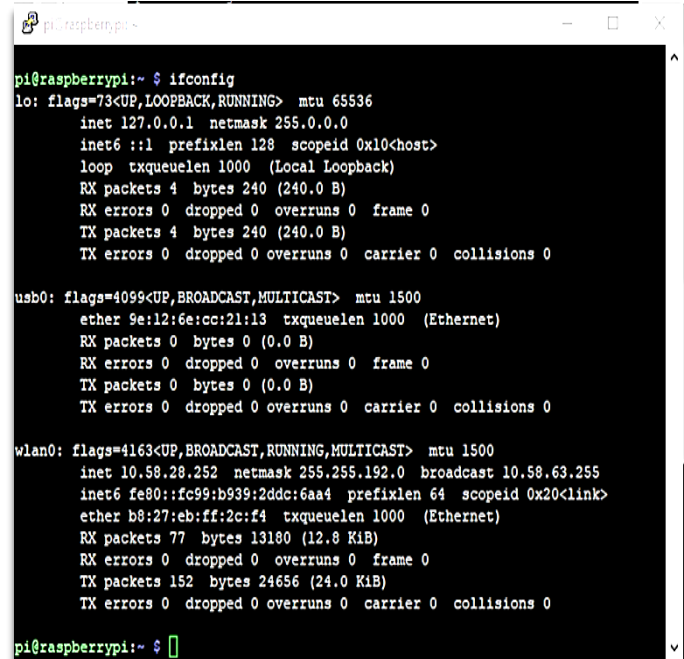 pi@raspberrypi: ~
pi@raspberrypi:~ $ ifconfig
lo: flags=73<UP,LOOPBACK,RUNNING>  mtu 65536
        inet 127.0.0.1  netmask 255.0.0.0
        inet6 ::1  prefixlen 128  scopeid 0x10<host>
        loop  txqueuelen 1000  (Local Loopback)
        RX packets 4  bytes 240 (240.0 B)
        RX errors 0  dropped 0  overruns 0  frame 0
        TX packets 4  bytes 240 (240.0 B)
        TX errors 0  dropped 0 overruns 0  carrier 0  collisions 0

usb0: flags=4099<UP,BROADCAST,MULTICAST>  mtu 1500
        ether 9e:12:6e:cc:21:13  txqueuelen 1000  (Ethernet)
        RX packets 0  bytes 0 (0.0 B)
        RX errors 0  dropped 0  overruns 0  frame 0
        TX packets 0  bytes 0 (0.0 B)
        TX errors 0  dropped 0 overruns 0  carrier 0  collisions 0

wlan0: flags=4163<UP,BROADCAST,RUNNING,MULTICAST>  mtu 1500
        inet 10.58.28.252  netmask 255.255.192.0  broadcast 10.58.63.255
        inet6 fe80::fc99:b939:2ddc:6aa4  prefixlen 64  scopeid 0x20<link>
        ether b8:27:eb:ff:2c:f4  txqueuelen 1000  (Ethernet)
        RX packets 77  bytes 13180 (12.8 KiB)
        RX errors 0  dropped 0  overruns 0  frame 0
        TX packets 152  bytes 24656 (24.0 KiB)
        TX errors 0  dropped 0 overruns 0  carrier 0  collisions 0

pi@raspberrypi:~ $